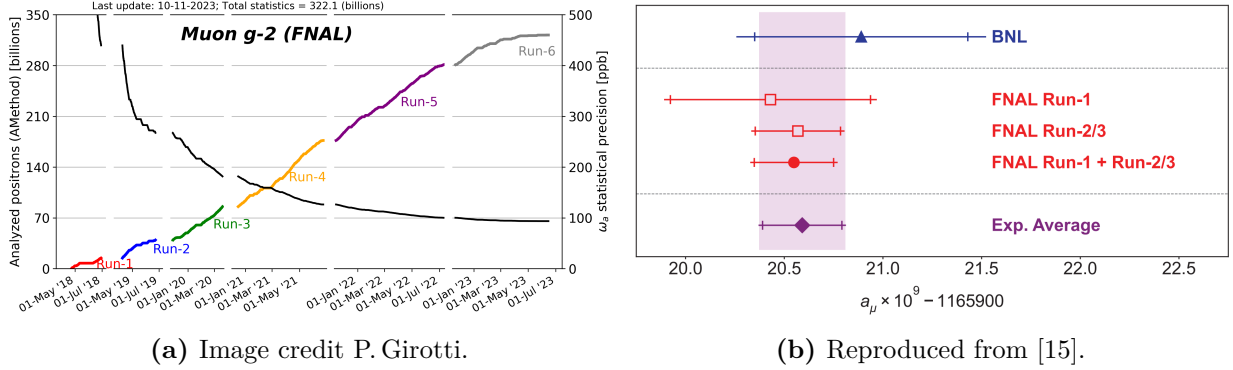 Last update: 10-11-2023; Total statistics = 322.1 (billions)
Muon g-2 (FNAL)
Analyzed positrons (AMethod) [billions]
350
280
210
140
70
0
500
400
300
200
100
0
ωₐ statistical precision [ppb]
Run-1
Run-2
Run-3
Run-4
Run-5
Run-6
01-May '18
01-Jul '18
01-May '19
01-Jul '19
01-Jan '20
01-Mar '20
01-Jan '21
01-Mar '21
01-May '21
01-Jan '22
01-Mar '22
01-May '22
01-Jul '22
01-Jan '23
01-Mar '23
01-May '23
01-Jul '23
(a) Image credit P. Girotti.
BNL
FNAL Run-1
FNAL Run-2/3
FNAL Run-1 + Run-2/3
Exp. Average
20.0 20.5 21.0 21.5 22.0 22.5
aμ × 10⁹ − 1165900
(b) Reproduced from [15].